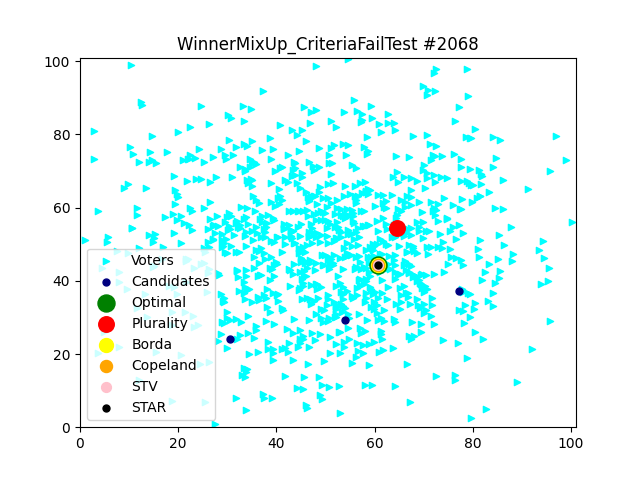 WinnerMixUp_CriteriaFailTest #2068
100
80
60
40
20
0
Voters
Candidates
Optimal
Plurality
Borda
Copeland
STV
STAR
0 20 40 60 80 100